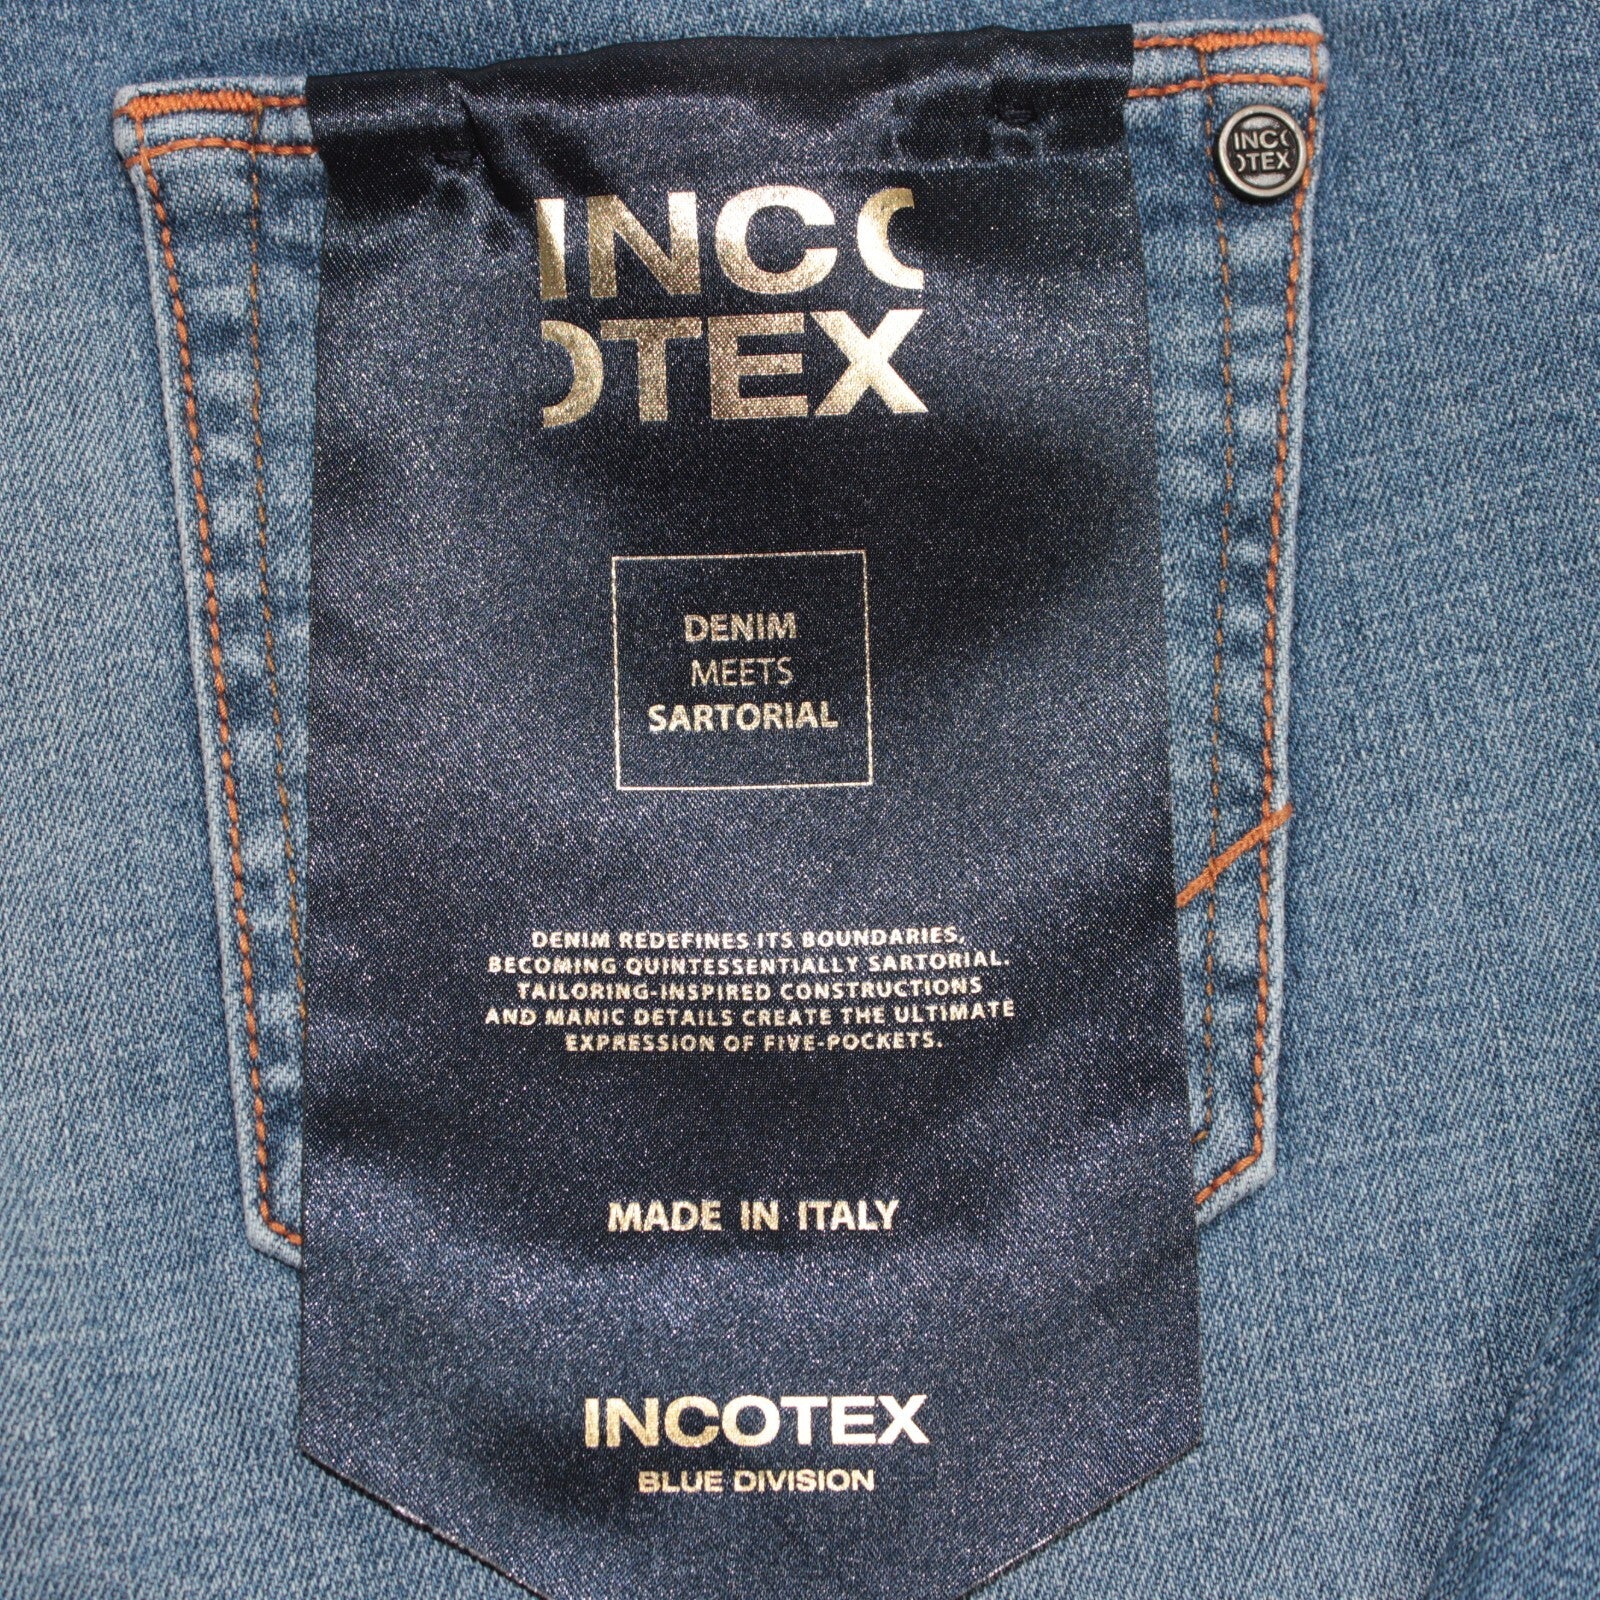 INCO
OTEX
INCO
OTEX
DENIM
MEETS
SARTORIAL
DENIM REDEFINES ITS BOUNDARIES,
BECOMING QUINTESSENTIALLY SARTORIAL.
TAILORING-INSPIRED CONSTRUCTIONS
AND MANIC DETAILS CREATE THE ULTIMATE
EXPRESSION OF FIVE-POCKETS.
MADE IN ITALY
INCOTEX
BLUE DIVISION